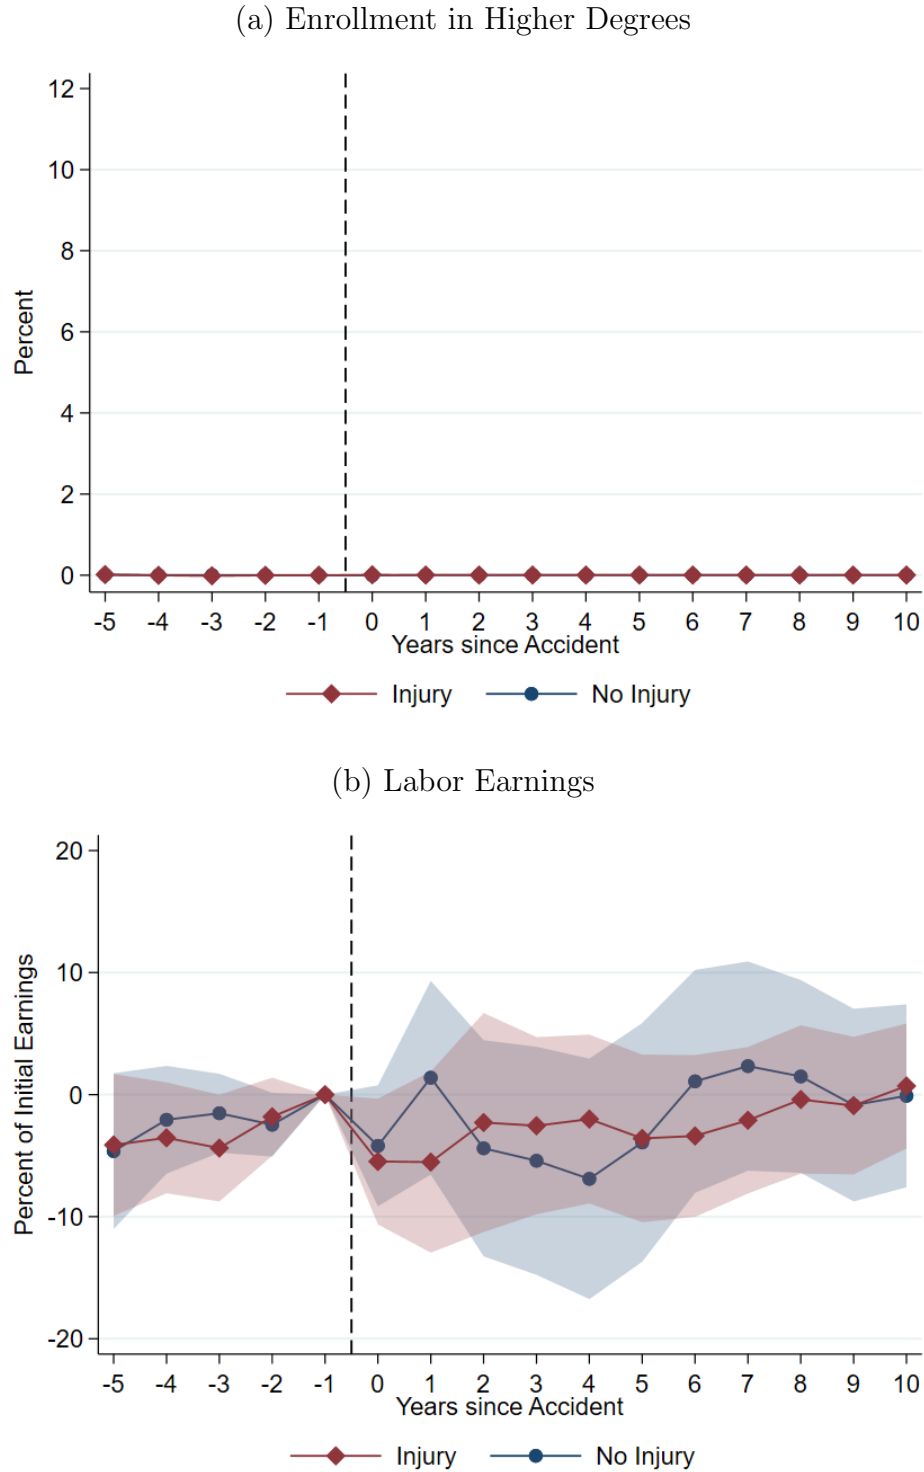 (a) Enrollment in Higher Degrees
12
10
8
6
4
2
0
Percent
-5 -4 -3 -2 -1 0 1 2 3 4 5 6 7 8 9 10
Years since Accident
Injury No Injury
(b) Labor Earnings
20
10
0
-10
-20
Percent of Initial Earnings
-5 -4 -3 -2 -1 0 1 2 3 4 5 6 7 8 9 10
Years since Accident
Injury No Injury